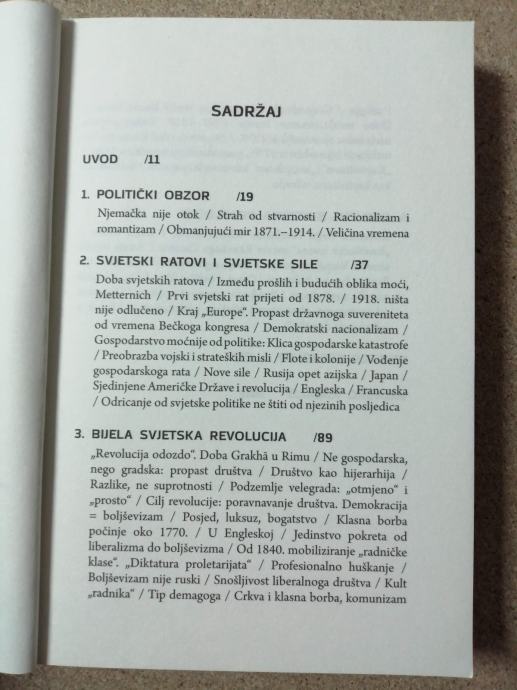 SADRŽAJ
UVOD /11
1. POLITIČKI OBZOR /19
Njemačka nije otok / Strah od stvarnosti / Racionalizam i
romantizam / Obmanjujući mir 1871.–1914. / Veličina vremena
2. SVJETSKI RATOVI I SVJETSKE SILE /37
Doba svjetskih ratova / Između prošlih i budućih oblika moći,
Metternich / Prvi svjetski rat prijeti od 1878. / 1918. ništa
nije odlučeno / Kraj „Europe“. Propast državnoga suvereniteta
od vremena Bečkoga kongresa / Demokratski nacionalizam /
Gospodarstvo moćnije od politike: Klica gospodarske katastrofe
/ Preobrazba vojski i strateških misli / Flote i kolonije / Vođenje
gospodarskoga rata / Nove sile / Rusija opet azijska / Japan /
Sjedinjene Američke Države i revolucija / Engleska / Francuska
/ Odricanje od svjetske politike ne štiti od njezinih posljedica
3. BIJELA SVJETSKA REVOLUCIJA /89
„Revolucija odozdo“. Doba Grakhā u Rimu / Ne gospodarska,
nego gradska: propast društva / Društvo kao hijerarhija /
Razlike, ne suprotnosti / Podzemlje velegrada: „otmjeno“ i
„prosto“ / Cilj revolucije: poravnavanje društva. Demokracija
= boljševizam / Posjed, luksuz, bogatstvo / Klasna borba
počinje oko 1770. / U Engleskoj / Jedinstvo pokreta od
liberalizma do boljševizma / Od 1840. mobiliziranje „radničke
klase“. „Diktatura proletarijata“ / Profesionalno huškanje /
Boljševizam nije ruski / Snošljivost liberalnoga društva / Kult
„radnika“ / Tip demagoga / Crkva i klasna borba, komunizam